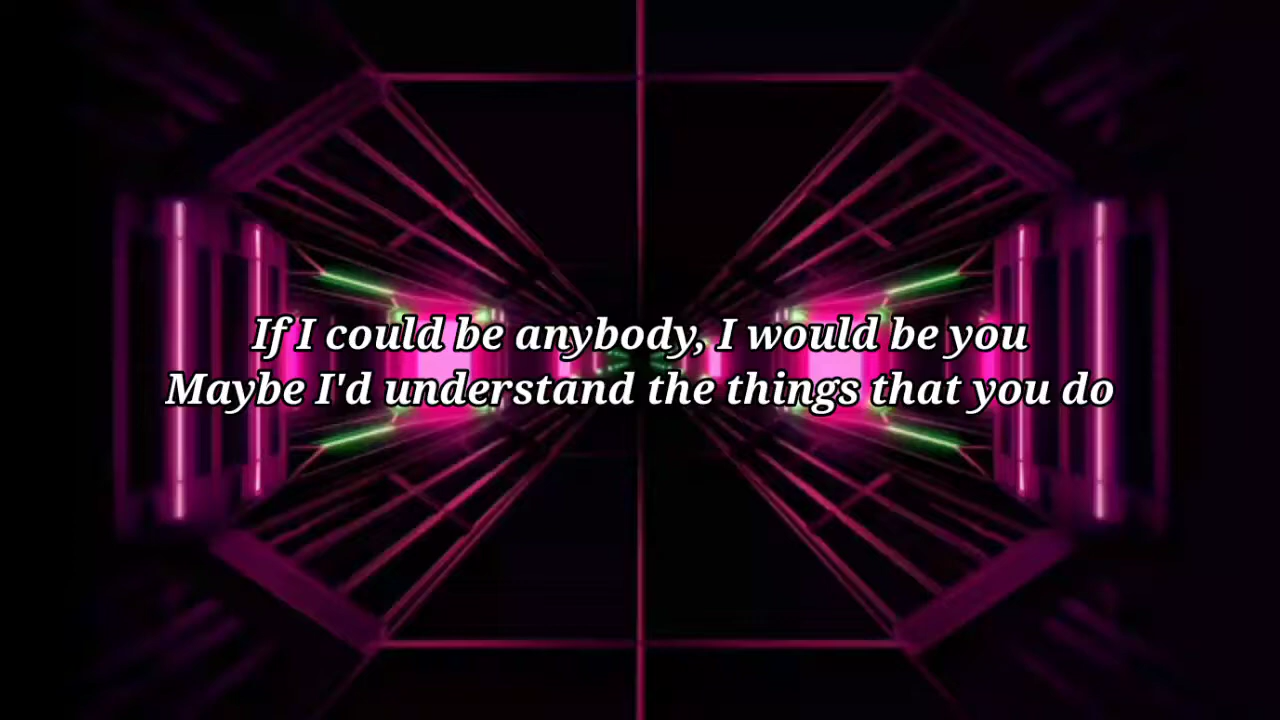 If I could be anybody, I would be you
Maybe I'd understand the things that you do